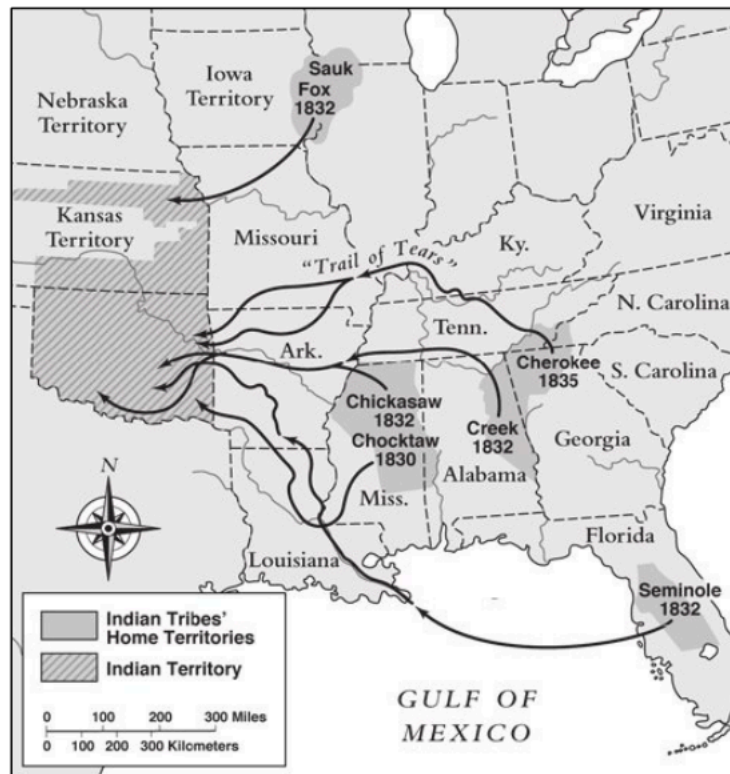 Sauk
Fox
1832
Iowa
Territory
Nebraska
Territory
Kansas
Territory
Missouri
"Trail of Tears"
Ky.
Virginia
N. Carolina
Tenn.
Ark.
Cherokee
1835
S. Carolina
Chickasaw
1832
Chocktaw
1830
Creek
1832
Georgia
Alabama
Miss.
N
Louisiana
Florida
Seminole
1832
Indian Tribes'
Home Territories
Indian Territory
0 100 200 300 Miles
0 100 200 300 Kilometers
GULF OF
MEXICO